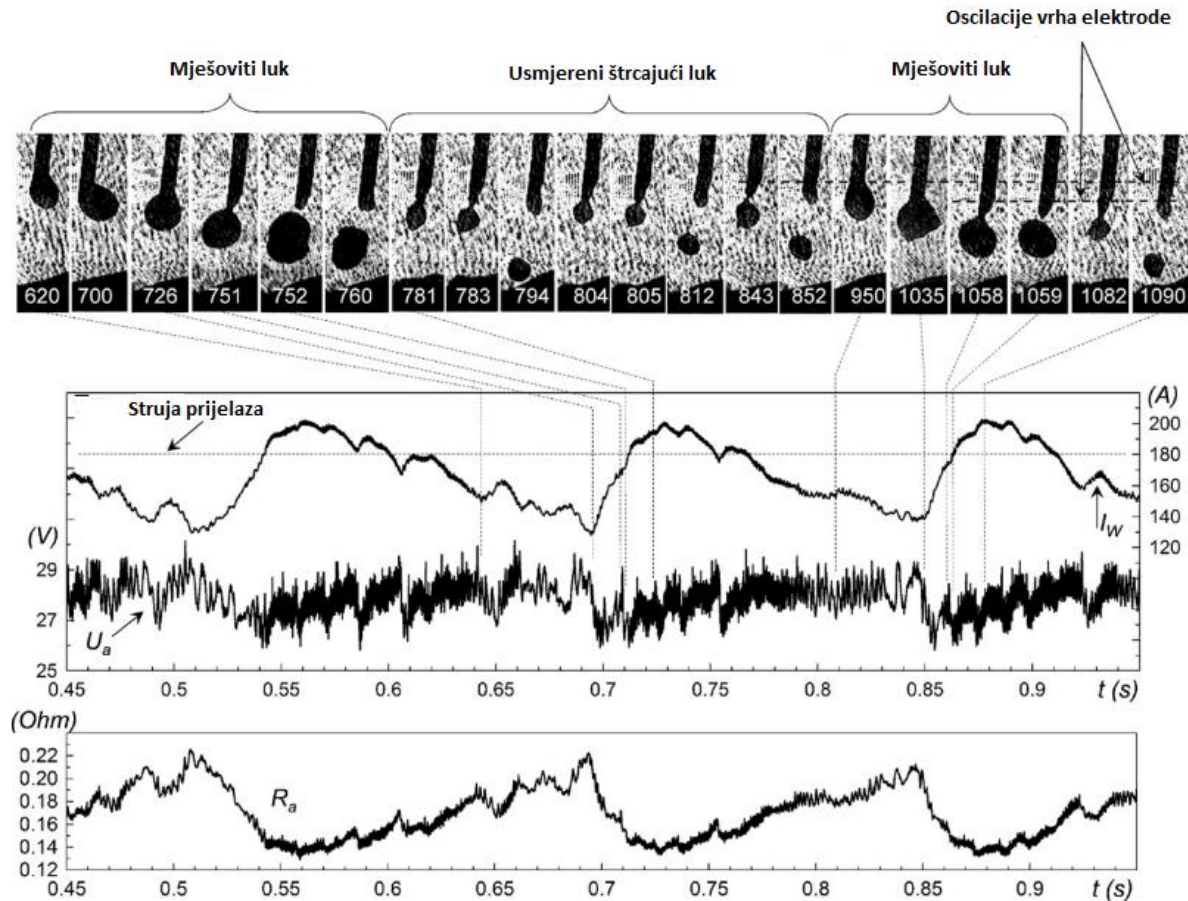 Oscilacije vrha elektrode
Mješoviti luk
Usmjereni štrcajući luk
Mješoviti luk
620 700 726 751 752 760 781 783 794 804 805 812 843 852 950 1035 1058 1059 1082 1090
(A)
Struja prijelaza
200
180
160
140
120
I_W
(V)
29
27
25
U_a
0.45 0.5 0.55 0.6 0.65 0.7 0.75 0.8 0.85 0.9 t (s)
(Ohm)
0.22
0.20
0.18
0.16
0.14
0.12
R_a
0.45 0.5 0.55 0.6 0.65 0.7 0.75 0.8 0.85 0.9 t (s)